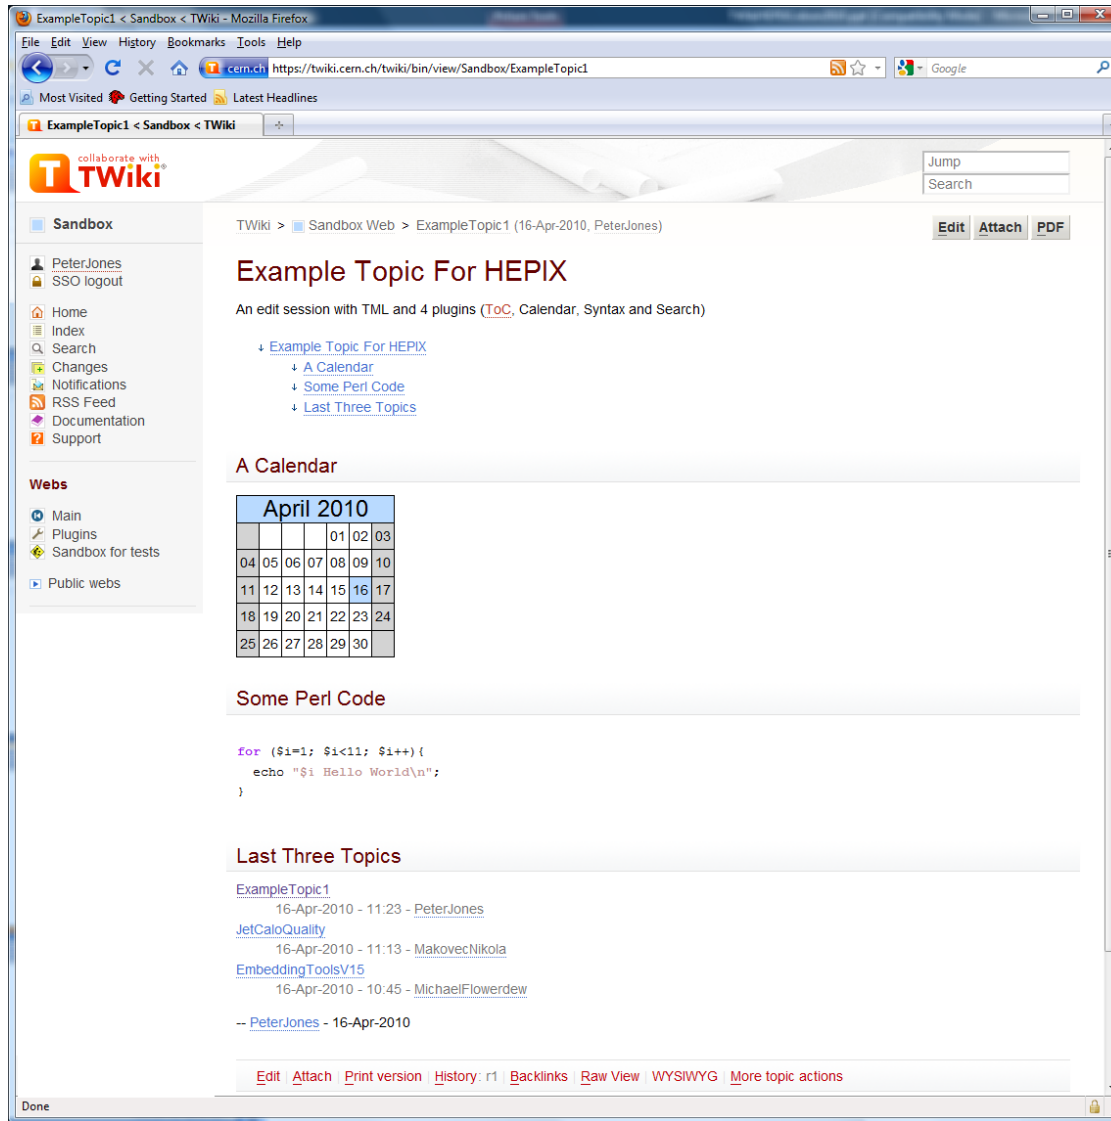 ExampleTopic1 < Sandbox < TWiki - Mozilla Firefox
File Edit View History Bookmarks Tools Help
cern.ch https://twiki.cern.ch/twiki/bin/view/Sandbox/ExampleTopic1 Google
Most Visited Getting Started Latest Headlines
ExampleTopic1 < Sandbox < TWiki
collaborate with
TWiki
Jump
Search
Sandbox
PeterJones
SSO logout
Home
Index
Search
Changes
Notifications
RSS Feed
Documentation
Support
Webs
Main
Plugins
Sandbox for tests
Public webs
TWiki > Sandbox Web > ExampleTopic1 (16-Apr-2010, PeterJones)
Edit Attach PDF
Example Topic For HEPIX
An edit session with TML and 4 plugins (ToC, Calendar, Syntax and Search)
Example Topic For HEPIX
A Calendar
Some Perl Code
Last Three Topics
A Calendar
April 2010
01 02 03
04 05 06 07 08 09 10
11 12 13 14 15 16 17
18 19 20 21 22 23 24
25 26 27 28 29 30
Some Perl Code
for ($i=1; $i<11; $i++){
echo "$i Hello World\n";
}
Last Three Topics
ExampleTopic1
16-Apr-2010 - 11:23 - PeterJones
JetCaloQuality
16-Apr-2010 - 11:13 - MakovecNikola
EmbeddingToolsV15
16-Apr-2010 - 10:45 - MichaelFlowerdew
-- PeterJones - 16-Apr-2010
Edit | Attach | Print version | History: r1 | Backlinks | Raw View | WYSIWYG | More topic actions
Done